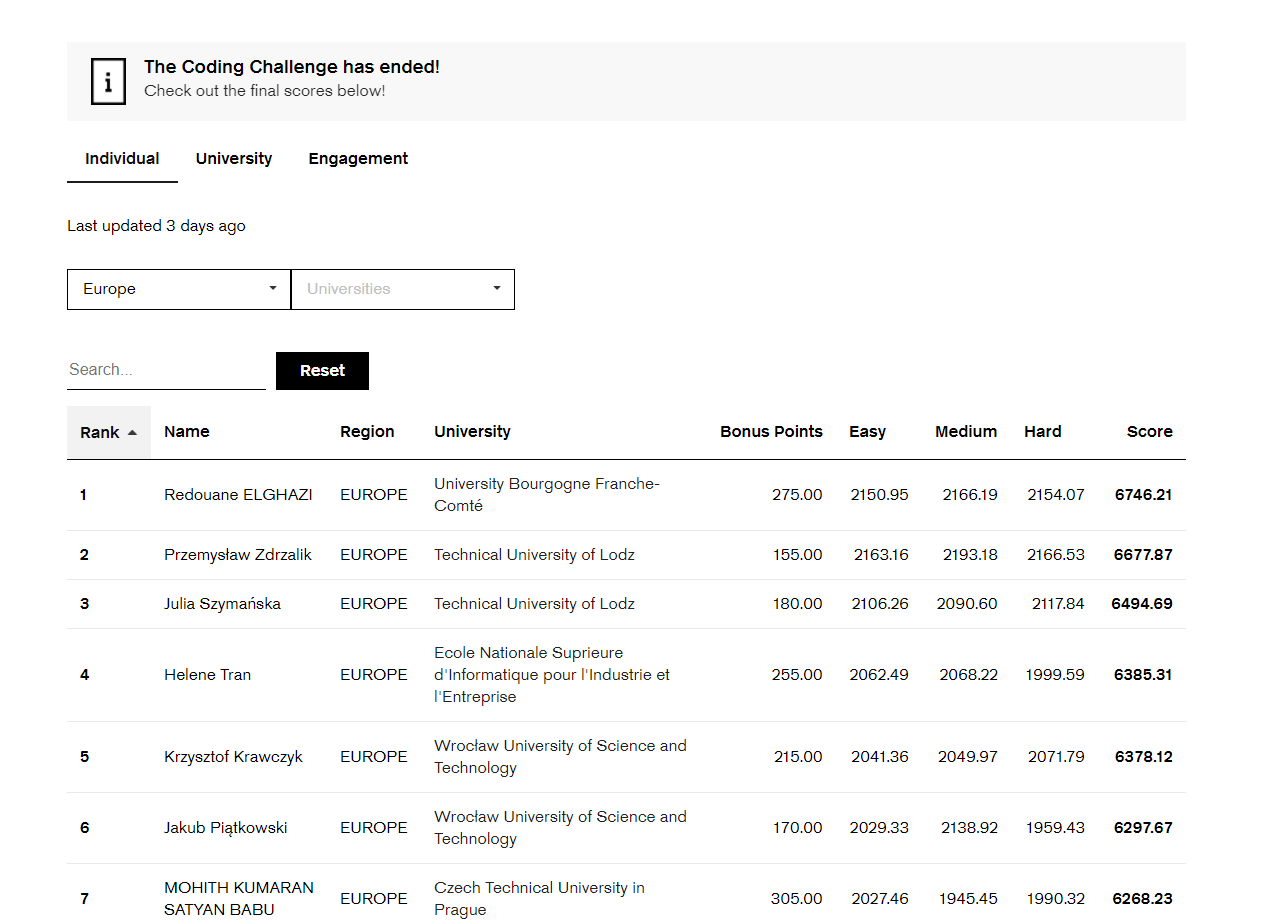 The Coding Challenge has ended!
Check out the final scores below!
Individual University Engagement
Last updated 3 days ago
Europe Universities
Search... Reset
Rank Name Region University Bonus Points Easy Medium Hard Score
1 Redouane ELGHAZI EUROPE University Bourgogne Franche-
Comté 275.00 2150.95 2166.19 2154.07 6746.21
2 Przemysław Zdrzalik EUROPE Technical University of Lodz 155.00 2163.16 2193.18 2166.53 6677.87
3 Julia Szymańska EUROPE Technical University of Lodz 180.00 2106.26 2090.60 2117.84 6494.69
4 Helene Tran EUROPE Ecole Nationale Suprieure
d'Informatique pour l'Industrie et
l'Entreprise 255.00 2062.49 2068.22 1999.59 6385.31
5 Krzysztof Krawczyk EUROPE Wrocław University of Science and
Technology 215.00 2041.36 2049.97 2071.79 6378.12
6 Jakub Piątkowski EUROPE Wrocław University of Science and
Technology 170.00 2029.33 2138.92 1959.43 6297.67
7 MOHITH KUMARAN
SATYAN BABU EUROPE Czech Technical University in
Prague 305.00 2027.46 1945.45 1990.32 6268.23